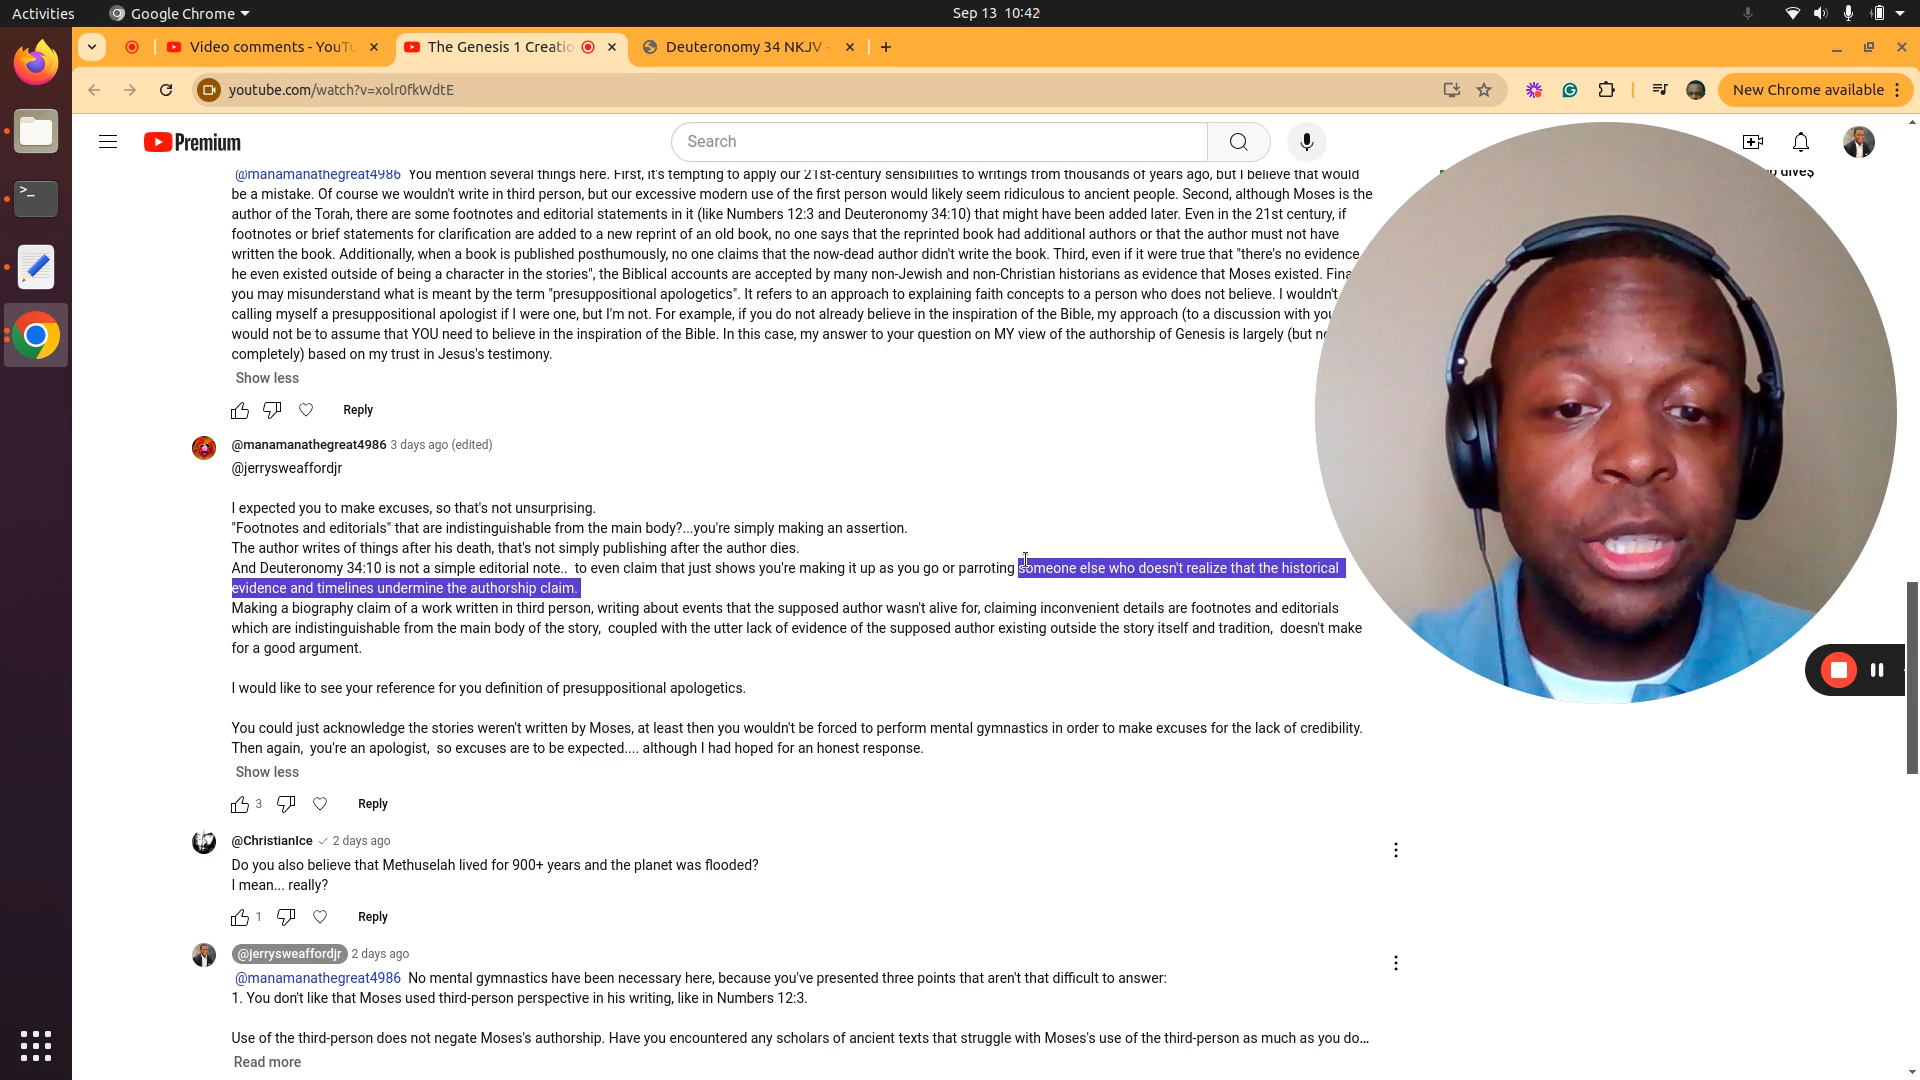 Activities
Google Chrome
Sep 13 10:42
Video comments - YouTu
The Genesis 1 Creatio
Deuteronomy 34 NKJV -
youtube.com/watch?v=xolr0fkWdtE
New Chrome available
Premium
Search
@manamanathegreat4986 You mention several things here. First, it's tempting to apply our 21st-century sensibilities to writings from thousands of years ago, but I believe that would
be a mistake. Of course we wouldn't write in third person, but our excessive modern use of the first person would likely seem ridiculous to ancient people. Second, although Moses is the
author of the Torah, there are some footnotes and editorial statements in it (like Numbers 12:3 and Deuteronomy 34:10) that might have been added later. Even in the 21st century, if
footnotes or brief statements for clarification are added to a new reprint of an old book, no one says that the reprinted book had additional authors or that the author must not have
written the book. Additionally, when a book is published posthumously, no one claims that the now-dead author didn't write the book. Third, even if it were true that "there's no evidence
he even existed outside of being a character in the stories", the Biblical accounts are accepted by many non-Jewish and non-Christian historians as evidence that Moses existed. Fina
you may misunderstand what is meant by the term "presuppositional apologetics". It refers to an approach to explaining faith concepts to a person who does not believe. I wouldn't
calling myself a presuppositional apologist if I were one, but I'm not. For example, if you do not already believe in the inspiration of the Bible, my approach (to a discussion with you
would not be to assume that YOU need to believe in the inspiration of the Bible. In this case, my answer to your question on MY view of the authorship of Genesis is largely (but n
completely) based on my trust in Jesus's testimony.
Show less
Reply
@manamanathegreat4986 3 days ago (edited)
@jerrysweaffordjr
I expected you to make excuses, so that's not unsurprising.
"Footnotes and editorials" that are indistinguishable from the main body?...you're simply making an assertion.
The author writes of things after his death, that's not simply publishing after the author dies.
And Deuteronomy 34:10 is not a simple editorial note.. to even claim that just shows you're making it up as you go or parroting someone else who doesn't realize that the historical
evidence and timelines undermine the authorship claim.
Making a biography claim of a work written in third person, writing about events that the supposed author wasn't alive for, claiming inconvenient details are footnotes and editorials
which are indistinguishable from the main body of the story, coupled with the utter lack of evidence of the supposed author existing outside the story itself and tradition, doesn't make
for a good argument.
I would like to see your reference for you definition of presuppositional apologetics.
You could just acknowledge the stories weren't written by Moses, at least then you wouldn't be forced to perform mental gymnastics in order to make excuses for the lack of credibility.
Then again, you're an apologist, so excuses are to be expected.... although I had hoped for an honest response.
Show less
3 Reply
@ChristianIce 2 days ago
Do you also believe that Methuselah lived for 900+ years and the planet was flooded?
I mean... really?
1 Reply
@jerrysweaffordjr 2 days ago
@manamanathegreat4986 No mental gymnastics have been necessary here, because you've presented three points that aren't that difficult to answer:
1. You don't like that Moses used third-person perspective in his writing, like in Numbers 12:3.
Use of the third-person does not negate Moses's authorship. Have you encountered any scholars of ancient texts that struggle with Moses's use of the third-person as much as you do...
Read more